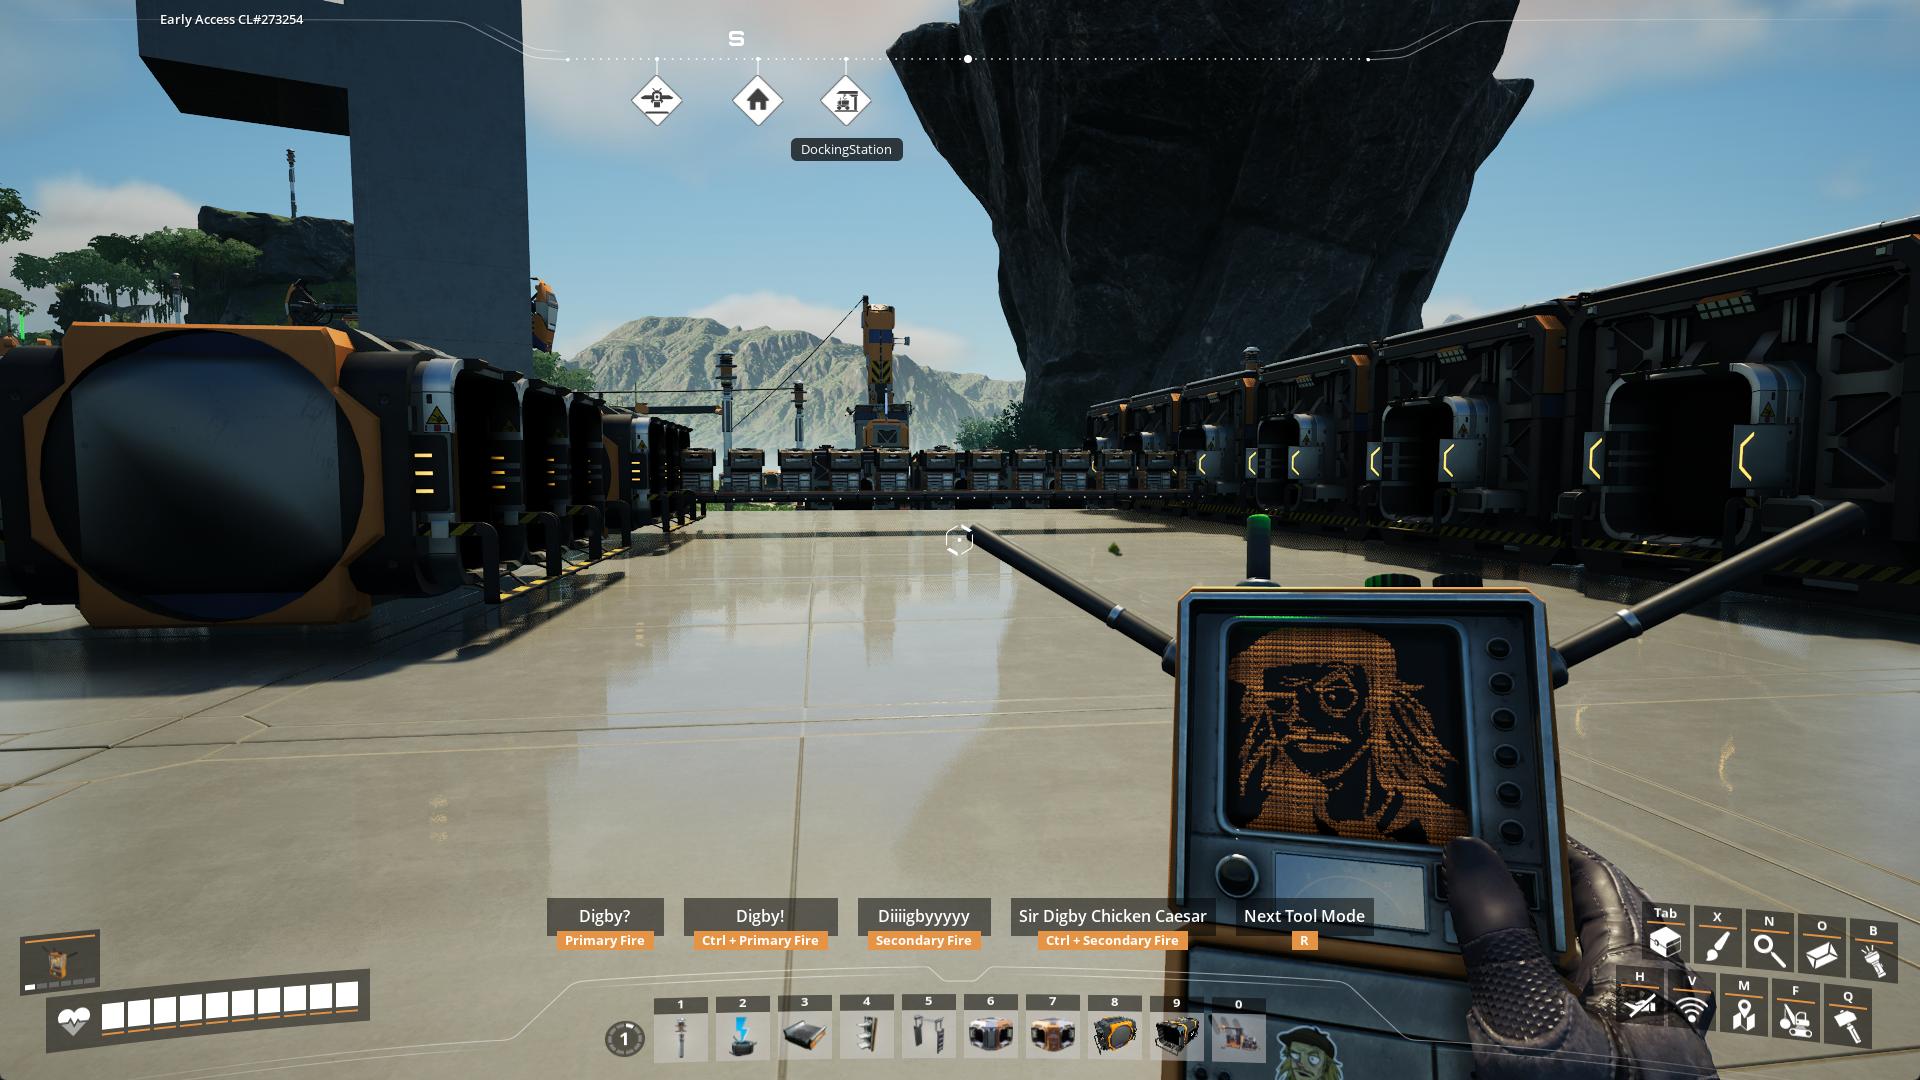 Early Access CL#273254
S
DockingStation
Digby?
Digby!
Diiiigbyyyyy
Sir Digby Chicken Caesar
Next Tool Mode
Primary Fire
Ctrl + Primary Fire
Secondary Fire
Ctrl + Secondary Fire
R
Tab
X
N
O
B
H
V
M
F
Q
1
1
2
3
4
5
6
7
8
9
0